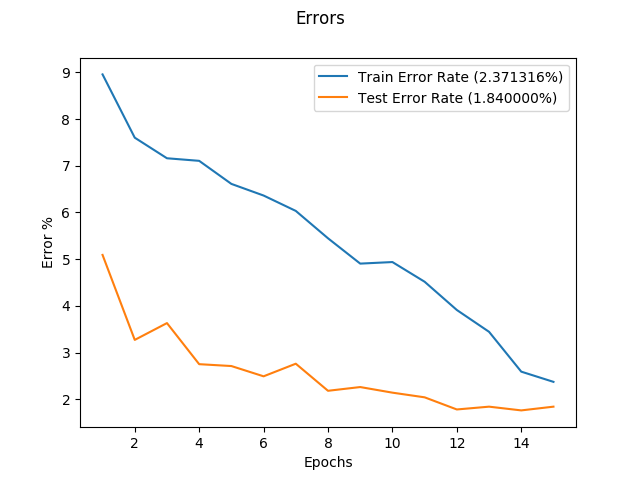 Errors
Train Error Rate (2.371316%)
Test Error Rate (1.840000%)
9
8
7
6
5
4
3
2
Error %
2 4 6 8 10 12 14
Epochs